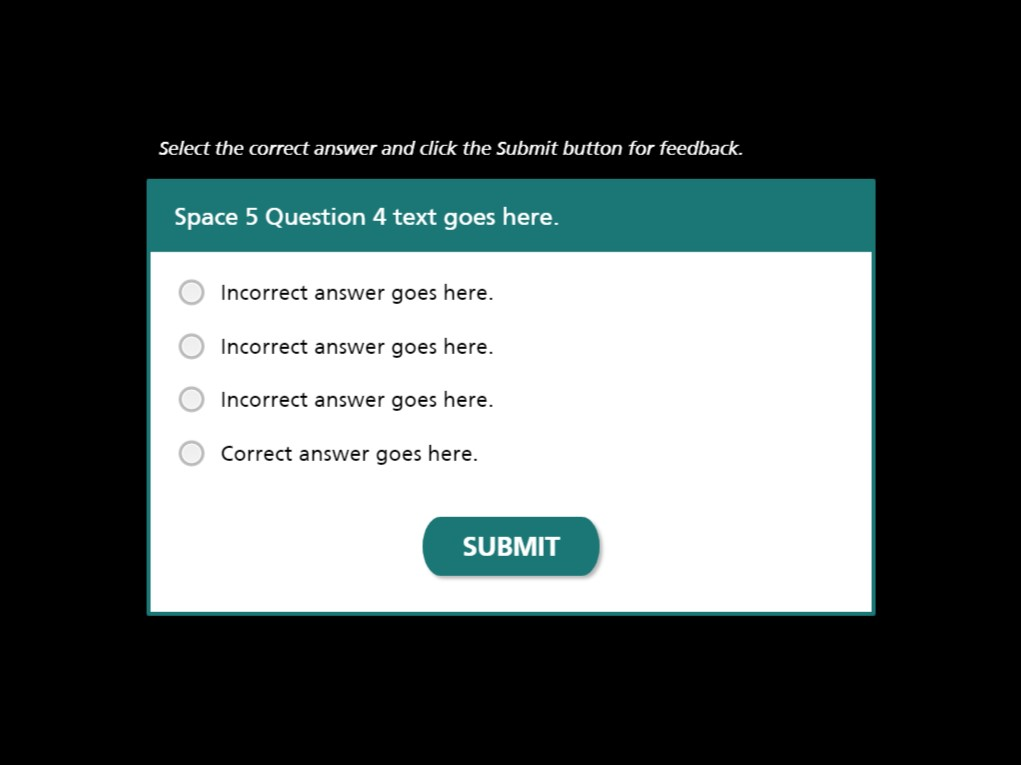 Select the correct answer and click the Submit button for feedback.
Space 5 Question 4 text goes here.
Incorrect answer goes here.
Incorrect answer goes here.
Incorrect answer goes here.
Correct answer goes here.
SUBMIT